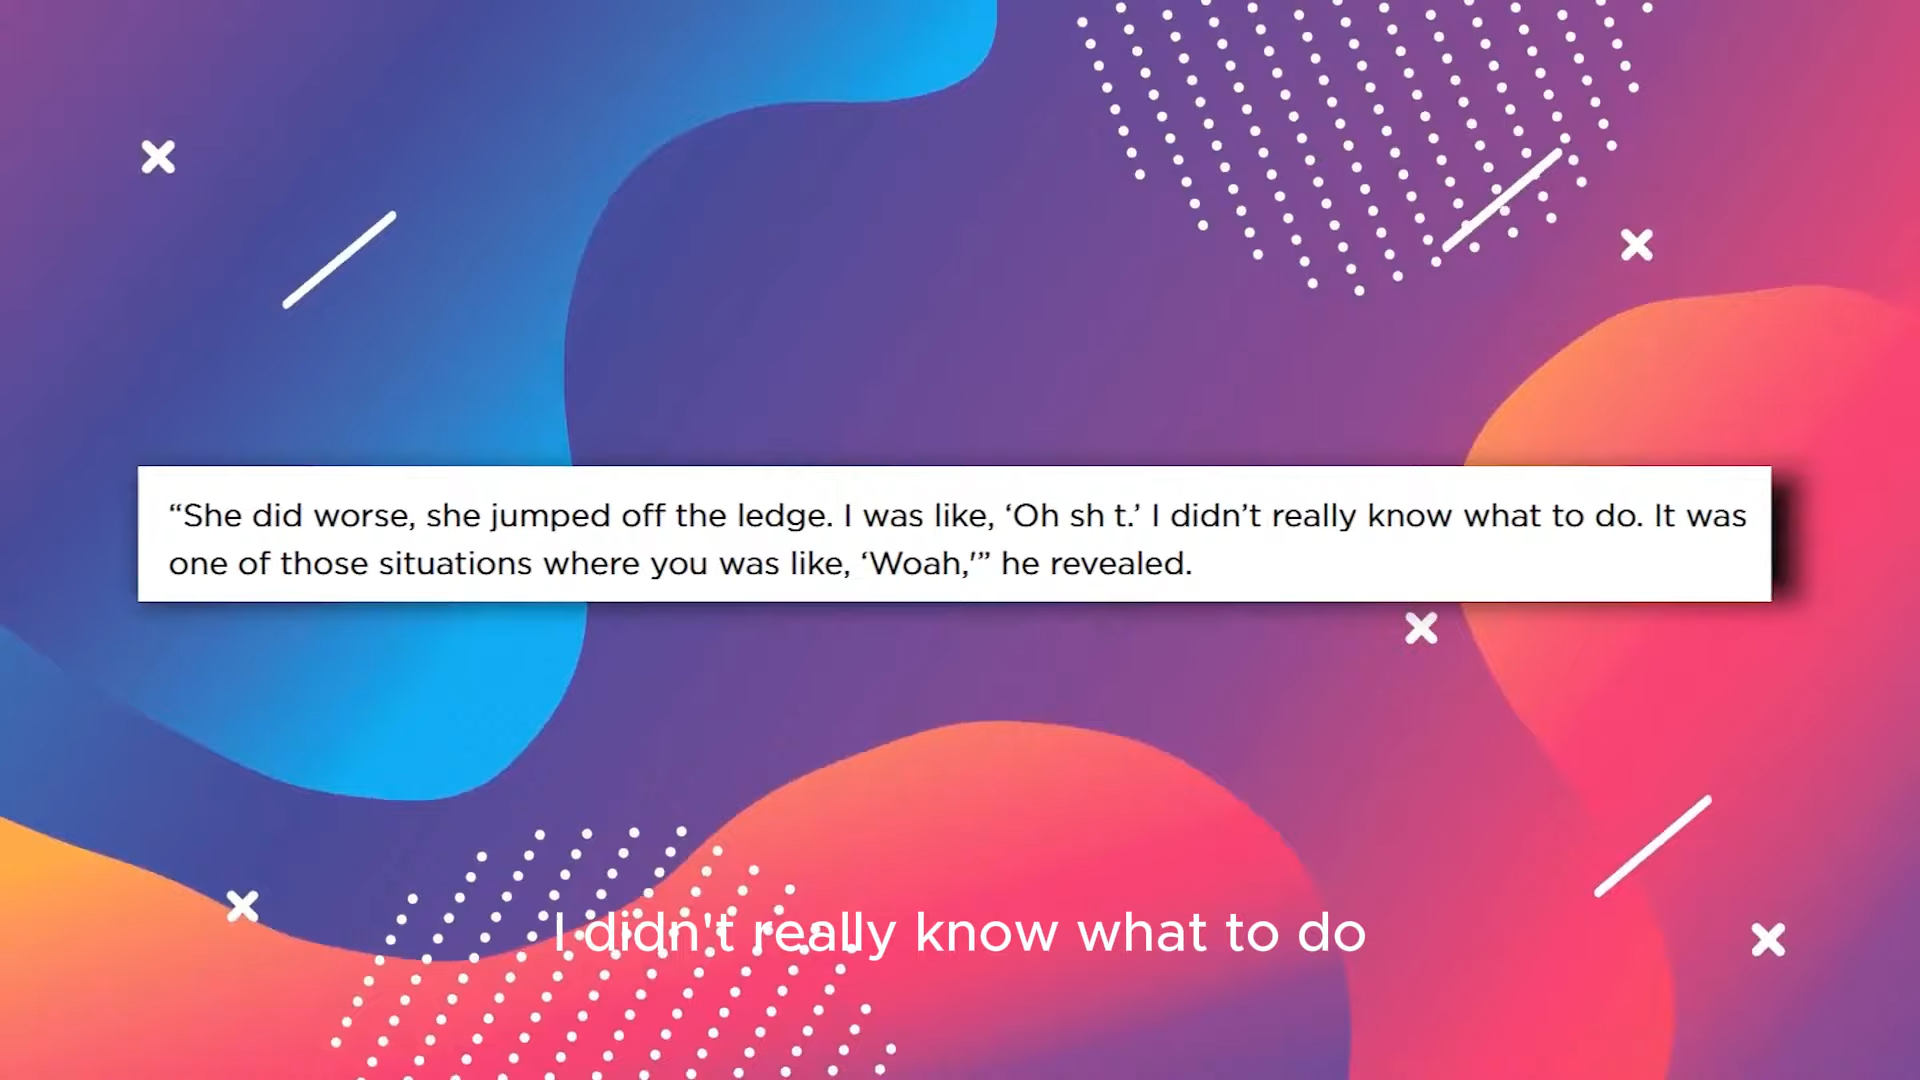 “She did worse, she jumped off the ledge. I was like, ‘Oh sh t.’ I didn’t really know what to do. It was
one of those situations where you was like, ‘Woah,'” he revealed.
I didn't really know what to do